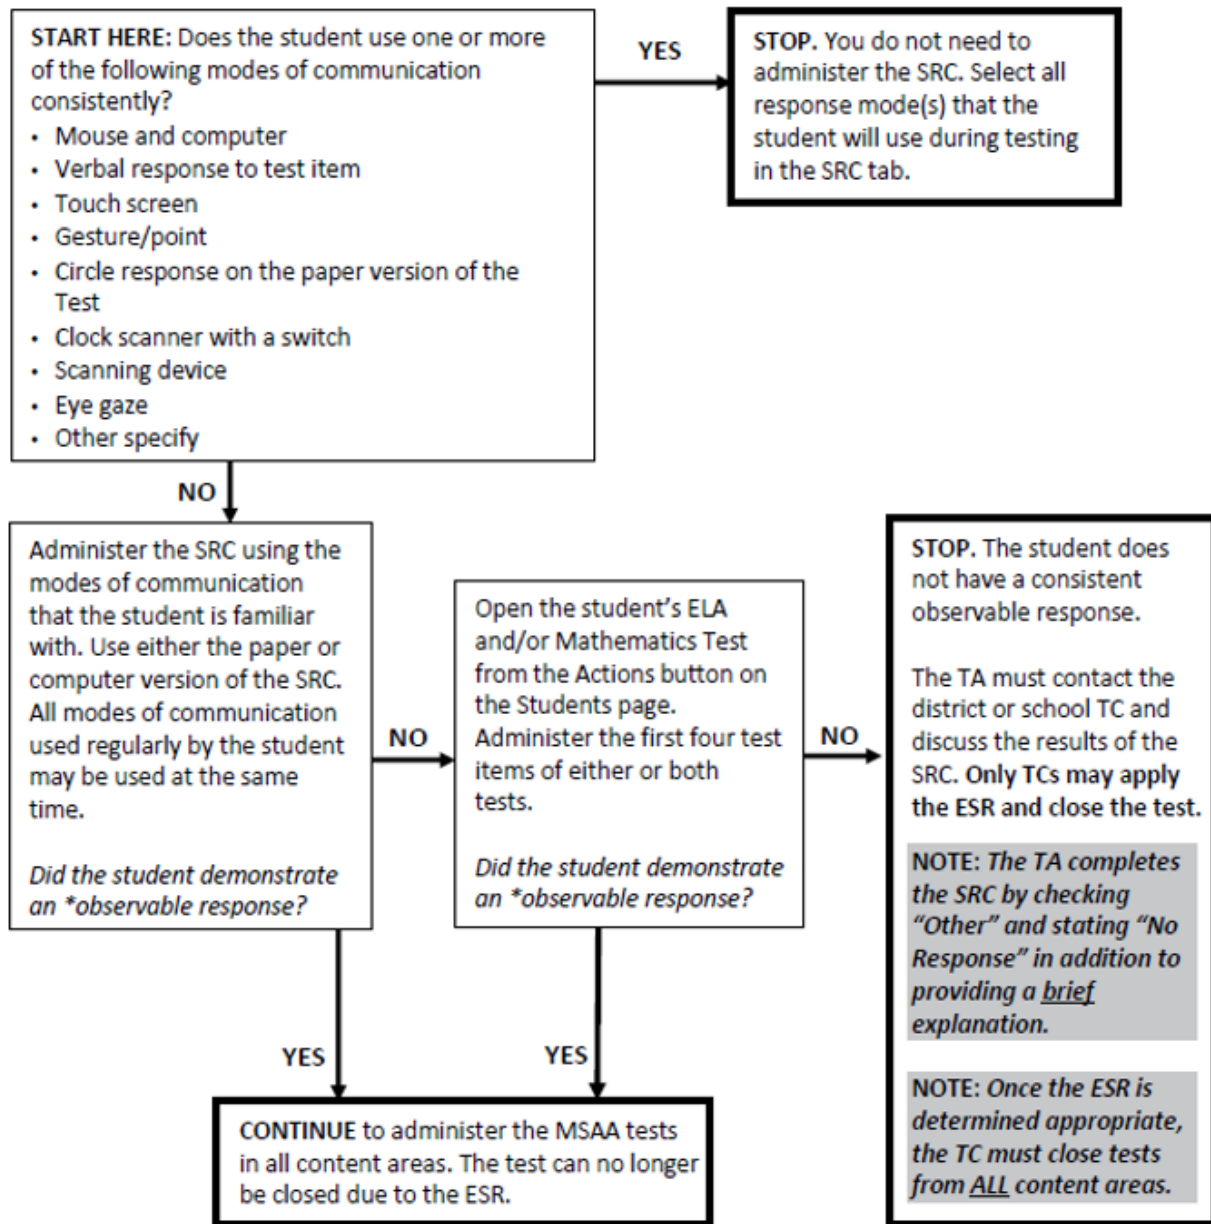 START HERE: Does the student use one or more
of the following modes of communication
consistently?
• Mouse and computer
• Verbal response to test item
• Touch screen
• Gesture/point
• Circle response on the paper version of the
Test
• Clock scanner with a switch
• Scanning device
• Eye gaze
• Other specify
YES
STOP. You do not need to
administer the SRC. Select all
response mode(s) that the
student will use during testing
in the SRC tab.
NO
Administer the SRC using the
modes of communication
that the student is familiar
with. Use either the paper or
computer version of the SRC.
All modes of communication
used regularly by the student
may be used at the same
time.
Did the student demonstrate
an *observable response?
NO
Open the student's ELA
and/or Mathematics Test
from the Actions button on
the Students page.
Administer the first four test
items of either or both
tests.
Did the student demonstrate
an *observable response?
NO
STOP. The student does
not have a consistent
observable response.
The TA must contact the
district or school TC and
discuss the results of the
SRC. Only TCs may apply
the ESR and close the test.
NOTE: The TA completes
the SRC by checking
“Other” and stating “No
Response” in addition to
providing a brief
explanation.
NOTE: Once the ESR is
determined appropriate,
the TC must close tests
from ALL content areas.
YES
YES
CONTINUE to administer the MSAA tests
in all content areas. The test can no longer
be closed due to the ESR.